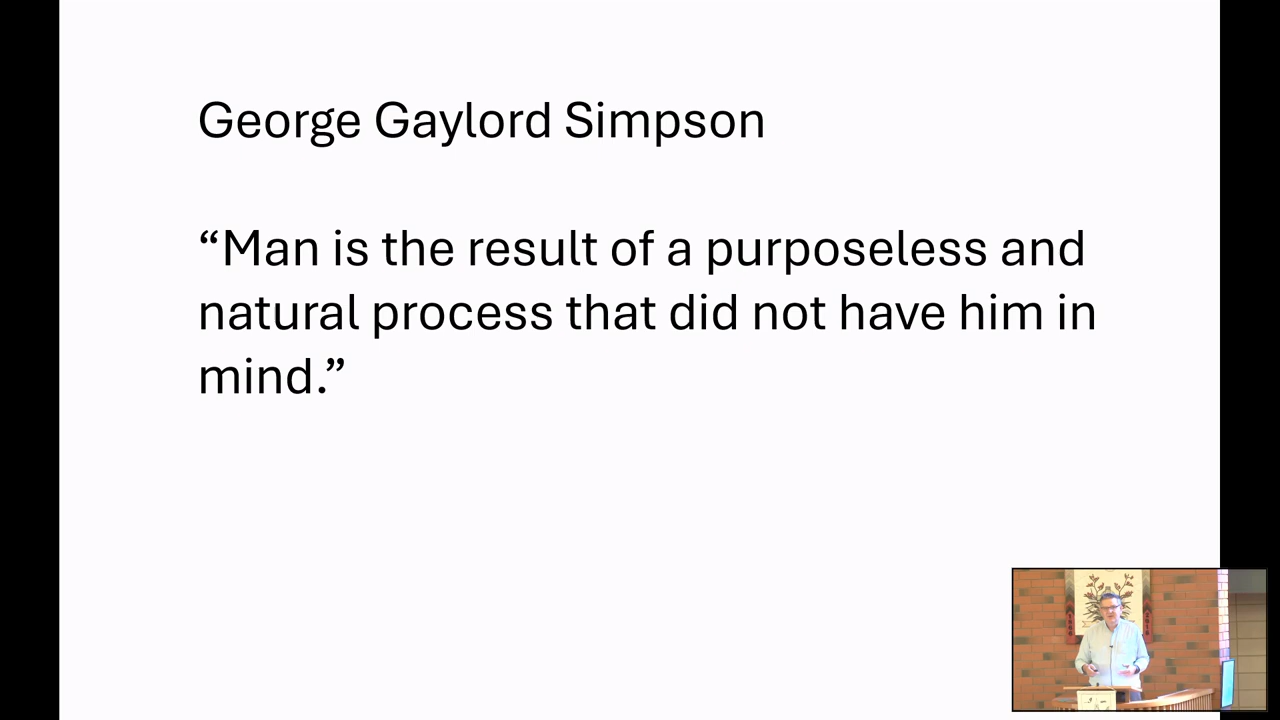 George Gaylord Simpson
“Man is the result of a purposeless and
natural process that did not have him in
mind.”